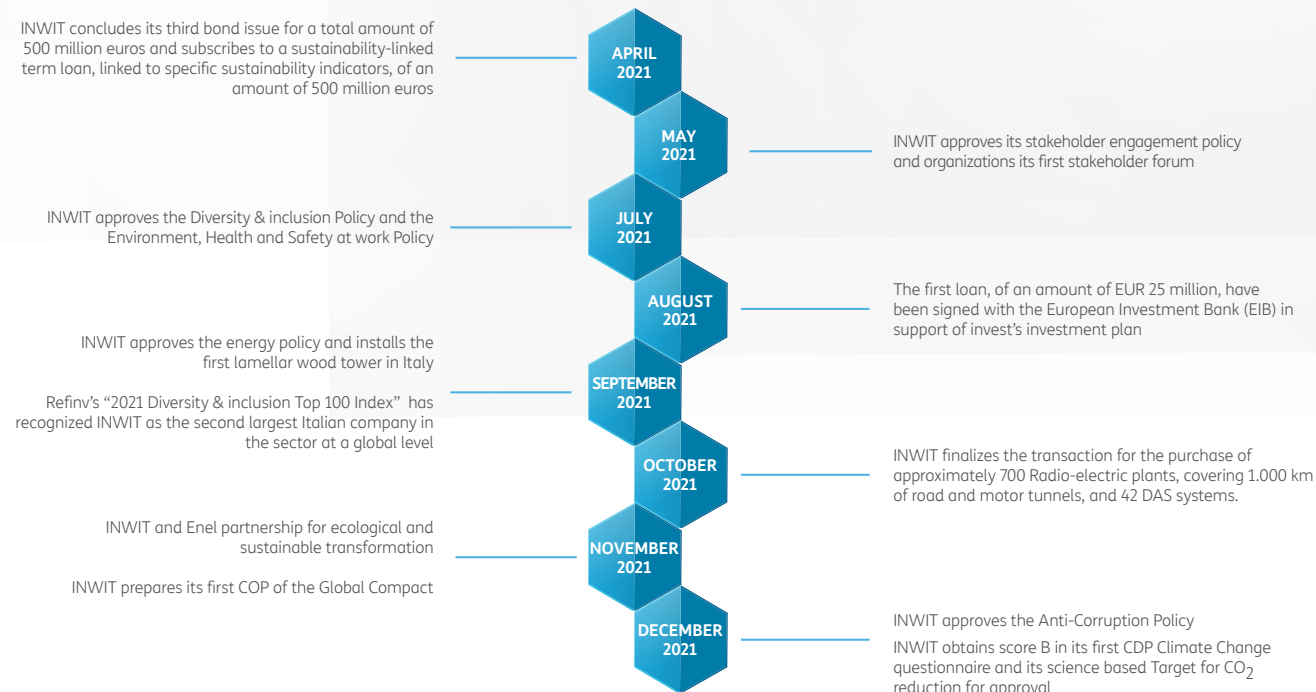 INWIT concludes its third bond issue for a total amount of
500 million euros and subscribes to a sustainability-linked
term loan, linked to specific sustainability indicators, of an
amount of 500 million euros
APRIL
2021
MAY
2021
INWIT approves its stakeholder engagement policy
and organizations its first stakeholder forum
INWIT approves the Diversity & inclusion Policy and the
Environment, Health and Safety at work Policy
JULY
2021
AUGUST
2021
The first loan, of an amount of EUR 25 million, have
been signed with the European Investment Bank (EIB) in
support of invest's investment plan
INWIT approves the energy policy and installs the
first lamellar wood tower in Italy
Refinv's “2021 Diversity & inclusion Top 100 Index” has
recognized INWIT as the second largest Italian company in
the sector at a global level
SEPTEMBER
2021
OCTOBER
2021
INWIT finalizes the transaction for the purchase of
approximately 700 Radio-electric plants, covering 1.000 km
of road and motor tunnels, and 42 DAS systems.
INWIT and Enel partnership for ecological and
sustainable transformation
INWIT prepares its first COP of the Global Compact
NOVEMBER
2021
DECEMBER
2021
INWIT approves the Anti-Corruption Policy
INWIT obtains score B in its first CDP Climate Change
questionnaire and its science based Target for CO2
reduction for approval